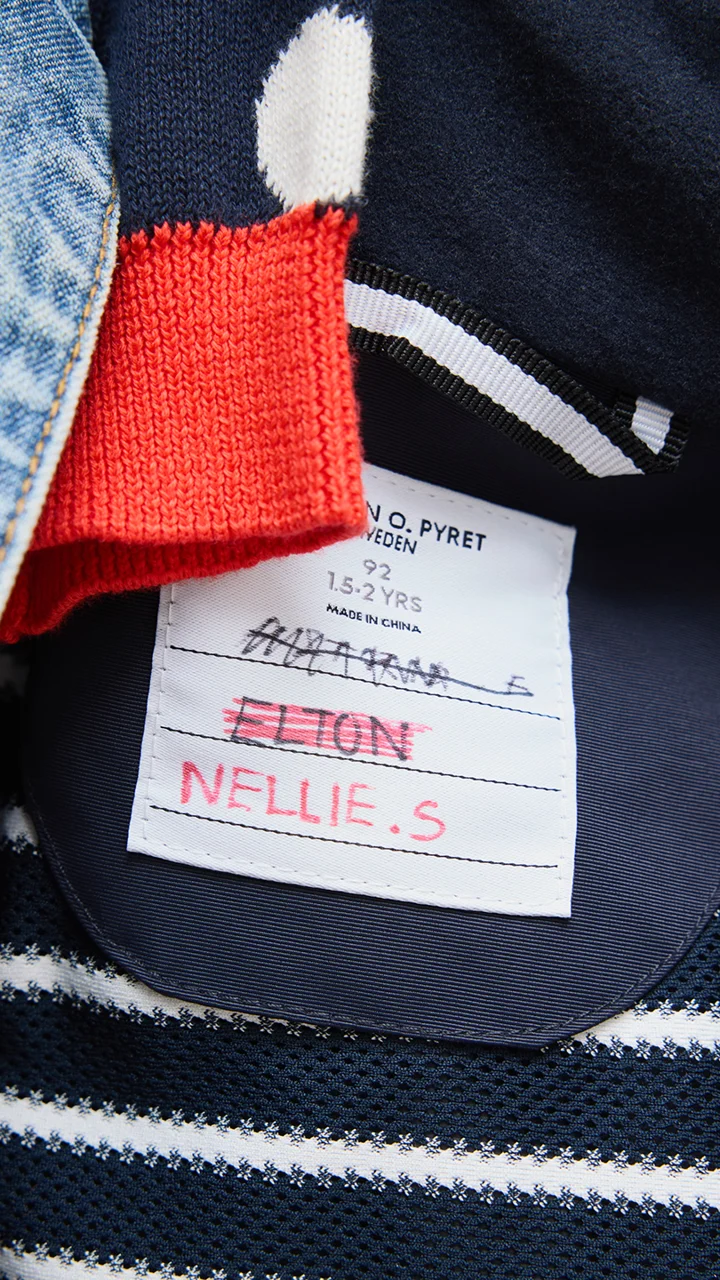 N O. PYRET
WEDEN
92
1.5-2 YRS
MADE IN CHINA
ELTON
NELLIE.S